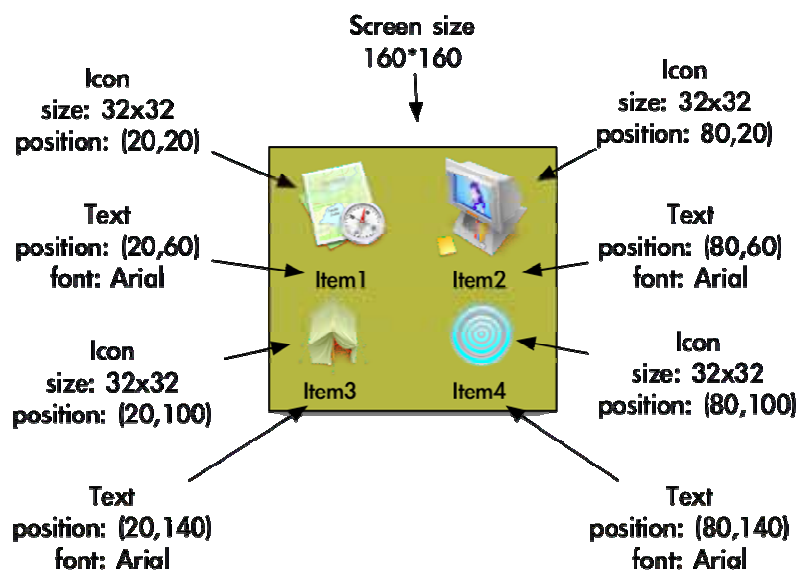 Screen size
160*160
Icon
size: 32x32
position: (20,20)
Icon
size: 32x32
position: 80,20)
Text
position: (20,60)
font: Arial
Text
position: (80,60)
font: Arial
Item1
Item2
Icon
size: 32x32
position: (20,100)
Icon
size: 32x32
position: (80,100)
Item3
Item4
Text
position: (20,140)
font: Arial
Text
position: (80,140)
font: Arial